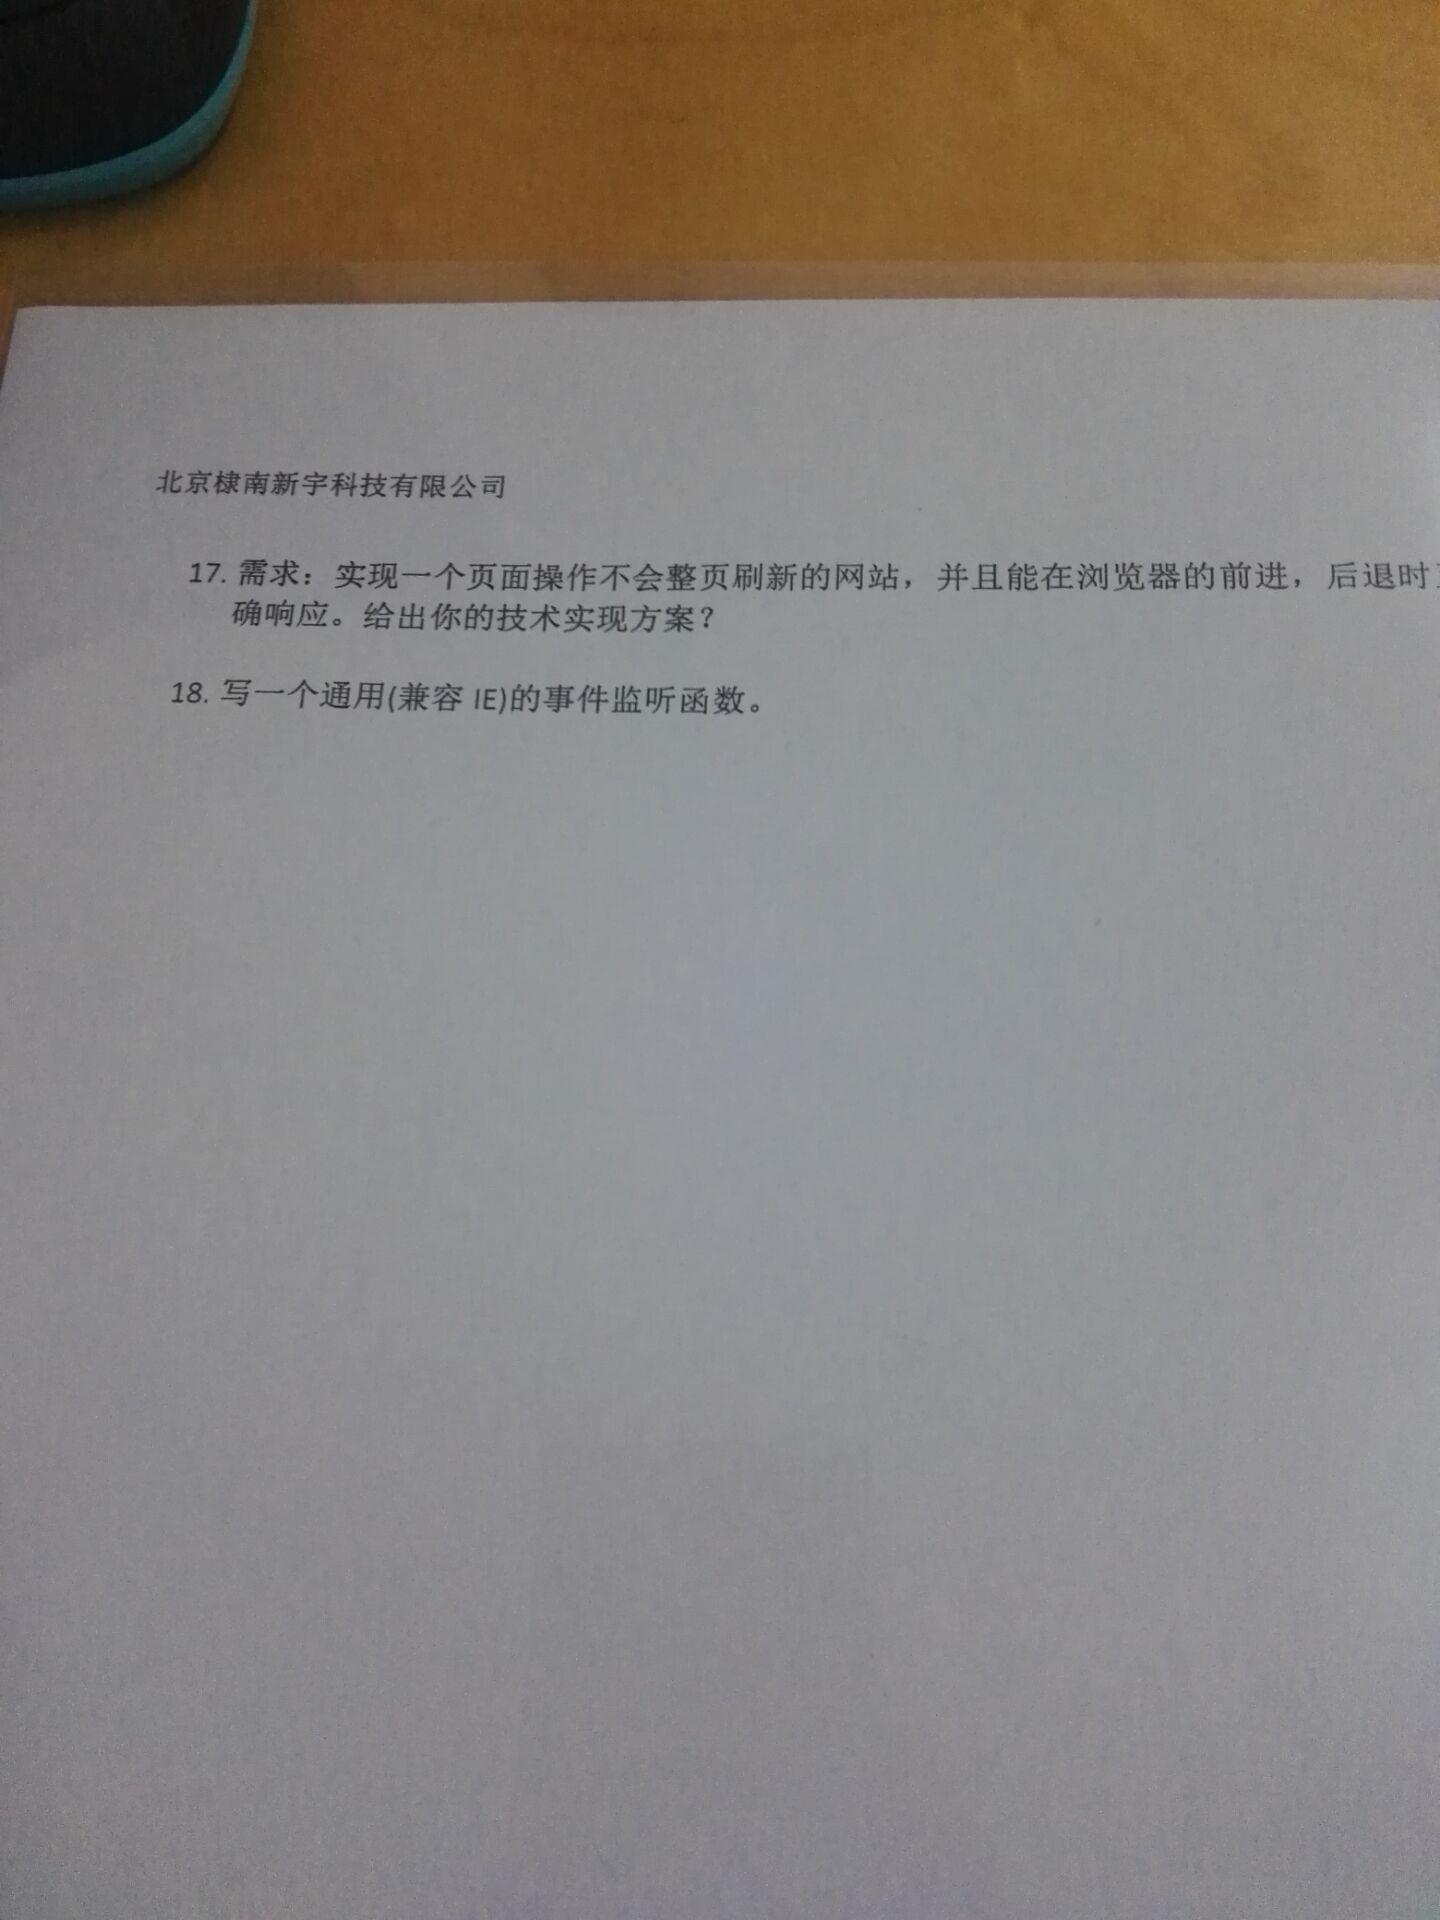 北京棣南新宇科技有限公司
17. 需求：实现一个页面操作不会整页刷新的网站，并且能在浏览器的前进，后退时
确响应。给出你的技术实现方案？
18. 写一个通用(兼容 IE)的事件监听函数。